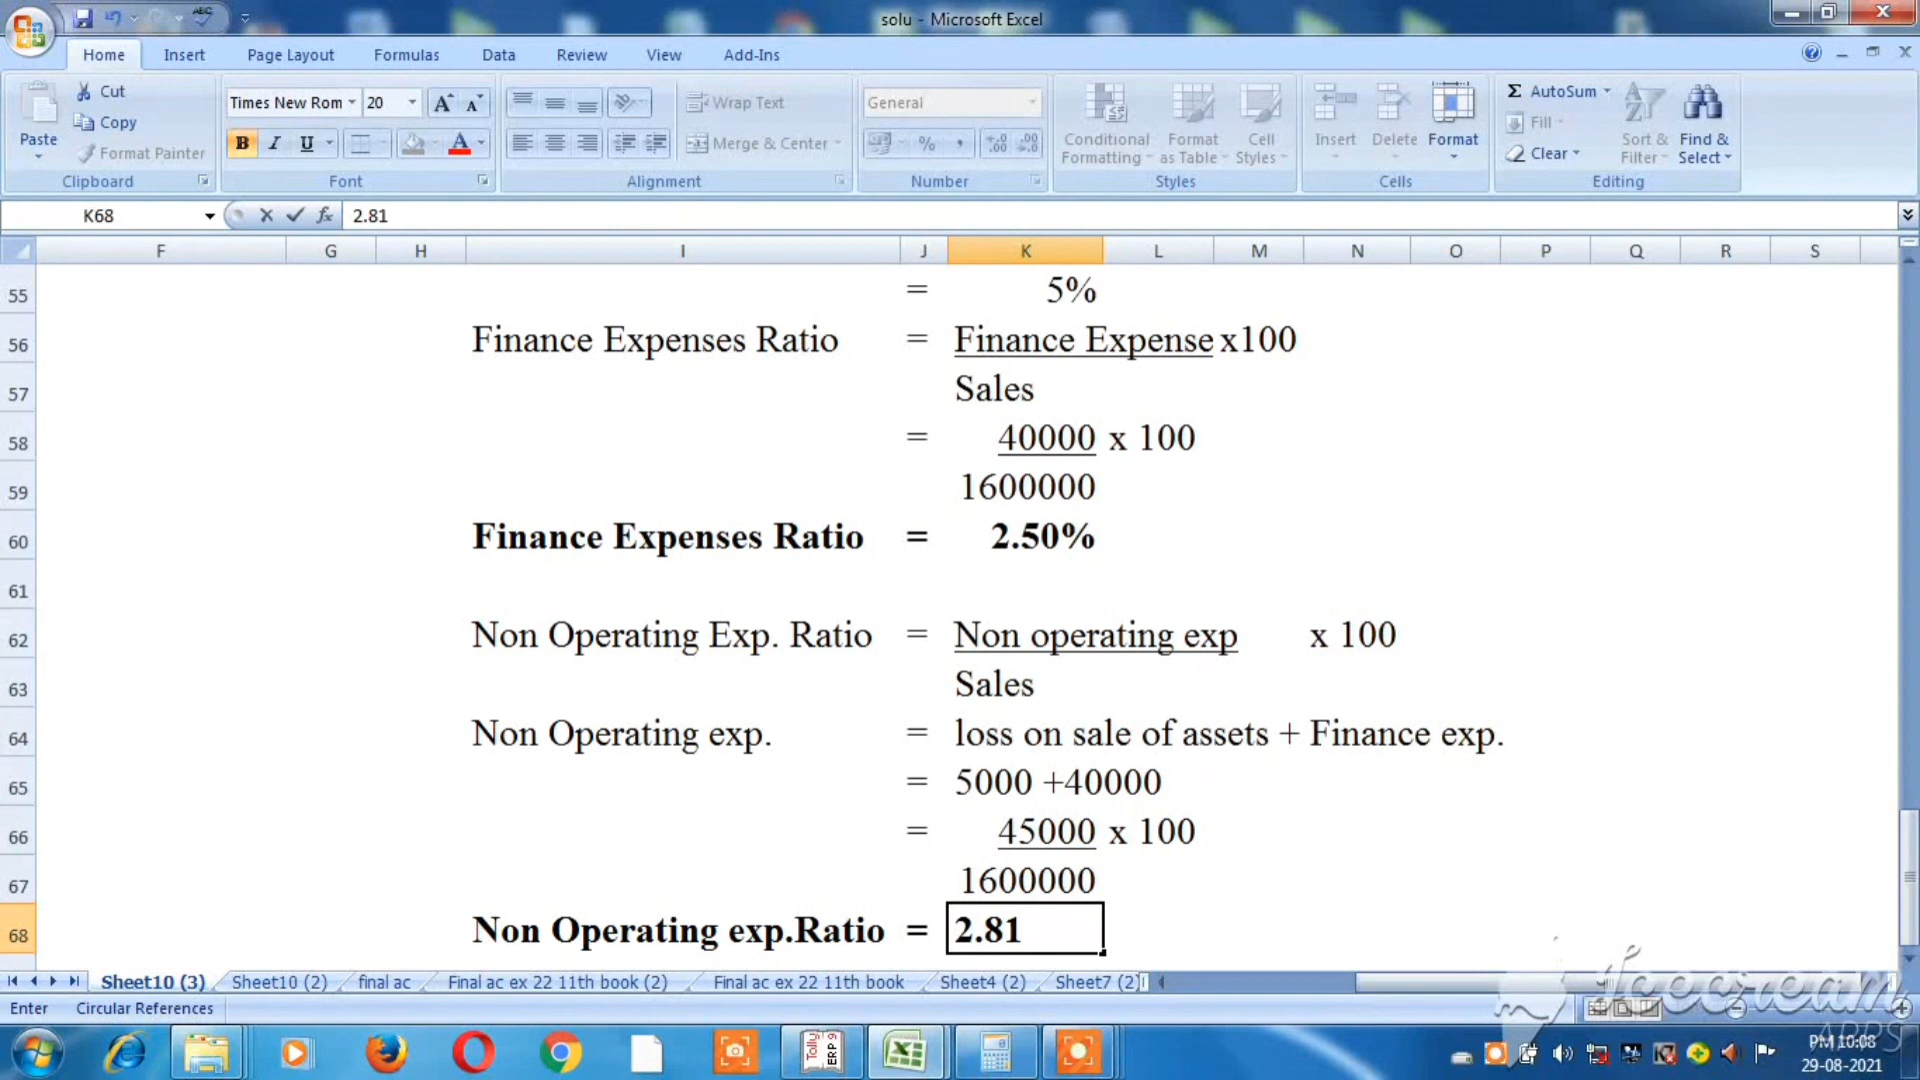 solu - Microsoft Excel
Home Insert Page Layout Formulas Data Review View Add-Ins
Paste Cut Copy Format Painter Clipboard
Times New Rom 20 B I U A Font
Wrap Text Merge & Center Alignment
General % , Number
Conditional Formatting Format as Table Cell Styles Styles
Insert Delete Format Cells
Σ AutoSum Fill Clear Sort & Filter Find & Select Editing
K68 fx 2.81
F G H I J K L M N O P Q R S
55 = 5%
56 Finance Expenses Ratio = Finance Expense x100
57 Sales
58 = 40000 x 100
59 1600000
60 Finance Expenses Ratio = 2.50%
61
62 Non Operating Exp. Ratio = Non operating exp x 100
63 Sales
64 Non Operating exp. = loss on sale of assets + Finance exp.
65 = 5000 +40000
66 = 45000 x 100
67 1600000
68 Non Operating exp.Ratio = 2.81
Sheet10 (3) Sheet10 (2) final ac Final ac ex 22 11th book (2) Final ac ex 22 11th book Sheet4 (2) Sheet7 (2)
Icecream
APPS
Enter Circular References
Tally ERP 9
PM 10:08
29-08-2021